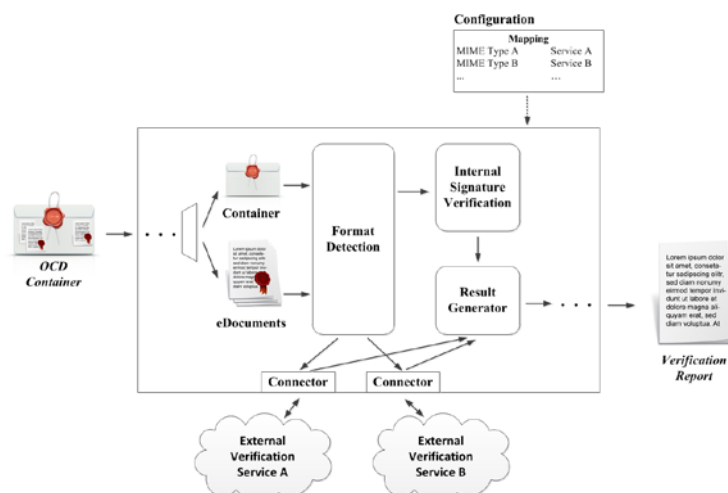 Configuration
Mapping
MIME Type A Service A
MIME Type B Service B
... ...
OCD
Container
. . .
Container
eDocuments
Format
Detection
Internal
Signature
Verification
Result
Generator
. . .
Lorem ipsum dolor
sit amet, conset-
tur sadipscing elitr,
sed diam nonumy
eirmod tempor invi-
dunt ut labore et
dolore magna ali-
quyam erat, sed
diam voluptua. At
Verification
Report
Connector
Connector
External
Verification
Service A
External
Verification
Service B